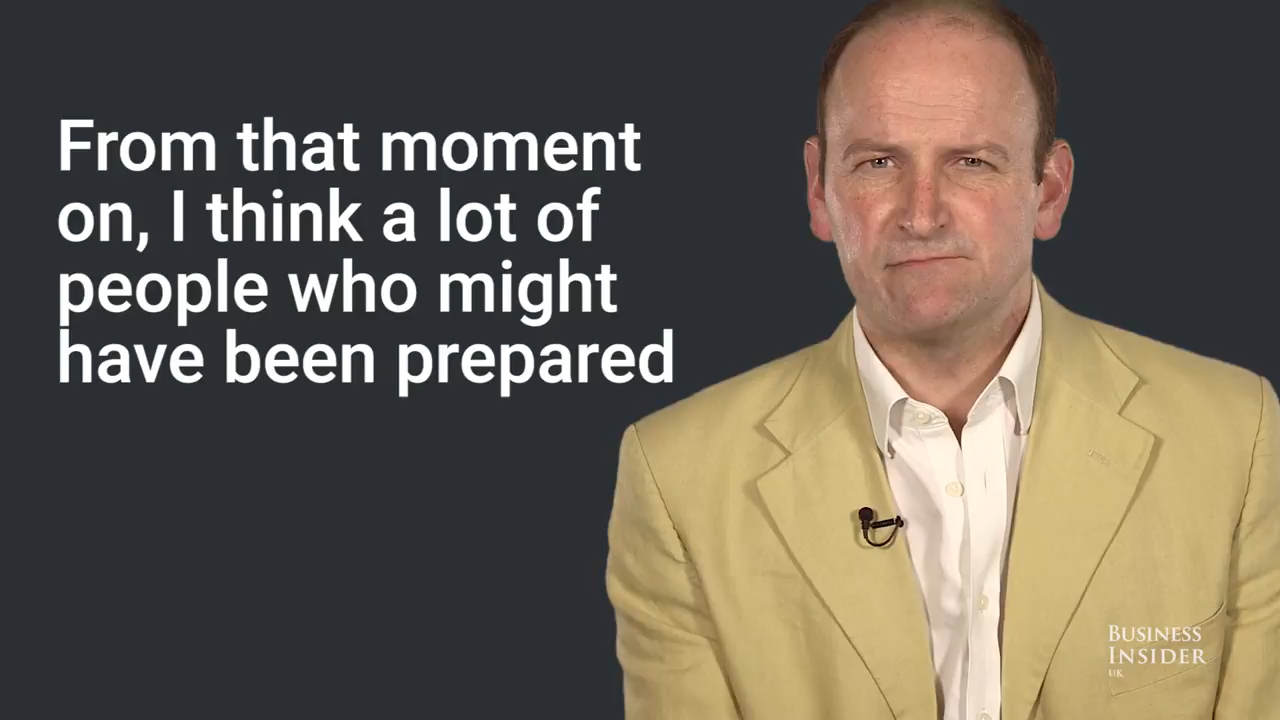 From that moment
on, I think a lot of
people who might
have been prepared
BUSINESS
INSIDER
UK